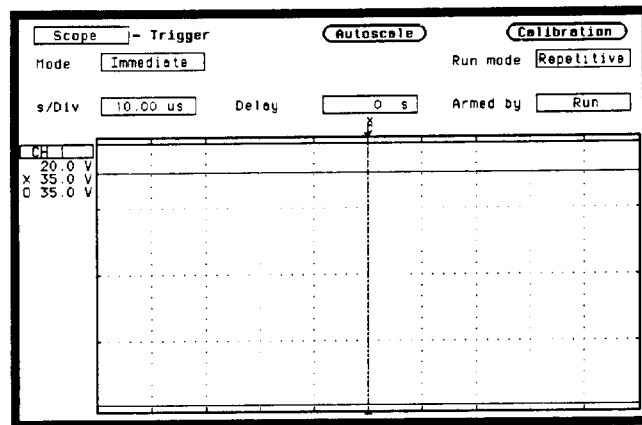 Scope - Trigger Autoscale Calibration
Mode Immediate Run mode Repetitive
s/Div 10.00 us Delay 0 s Armed by Run
x
CH
20.0 V
X 35.0 V
O 35.0 V